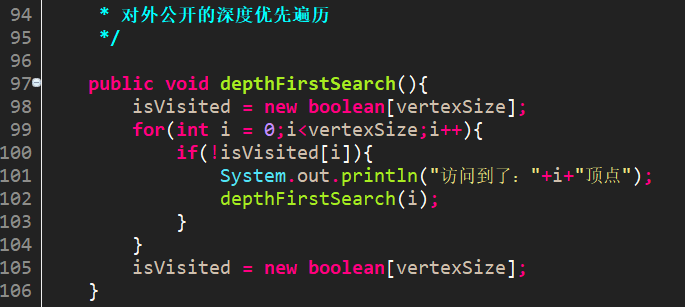 94     * 对外公开的深度优先遍历
95     */
96
97    public void depthFirstSearch(){
98        isVisited = new boolean[vertexSize];
99        for(int i = 0;i<vertexSize;i++){
100            if(!isVisited[i]){
101                System.out.println("访问到了："+i+"顶点");
102                depthFirstSearch(i);
103            }
104        }
105        isVisited = new boolean[vertexSize];
106    }